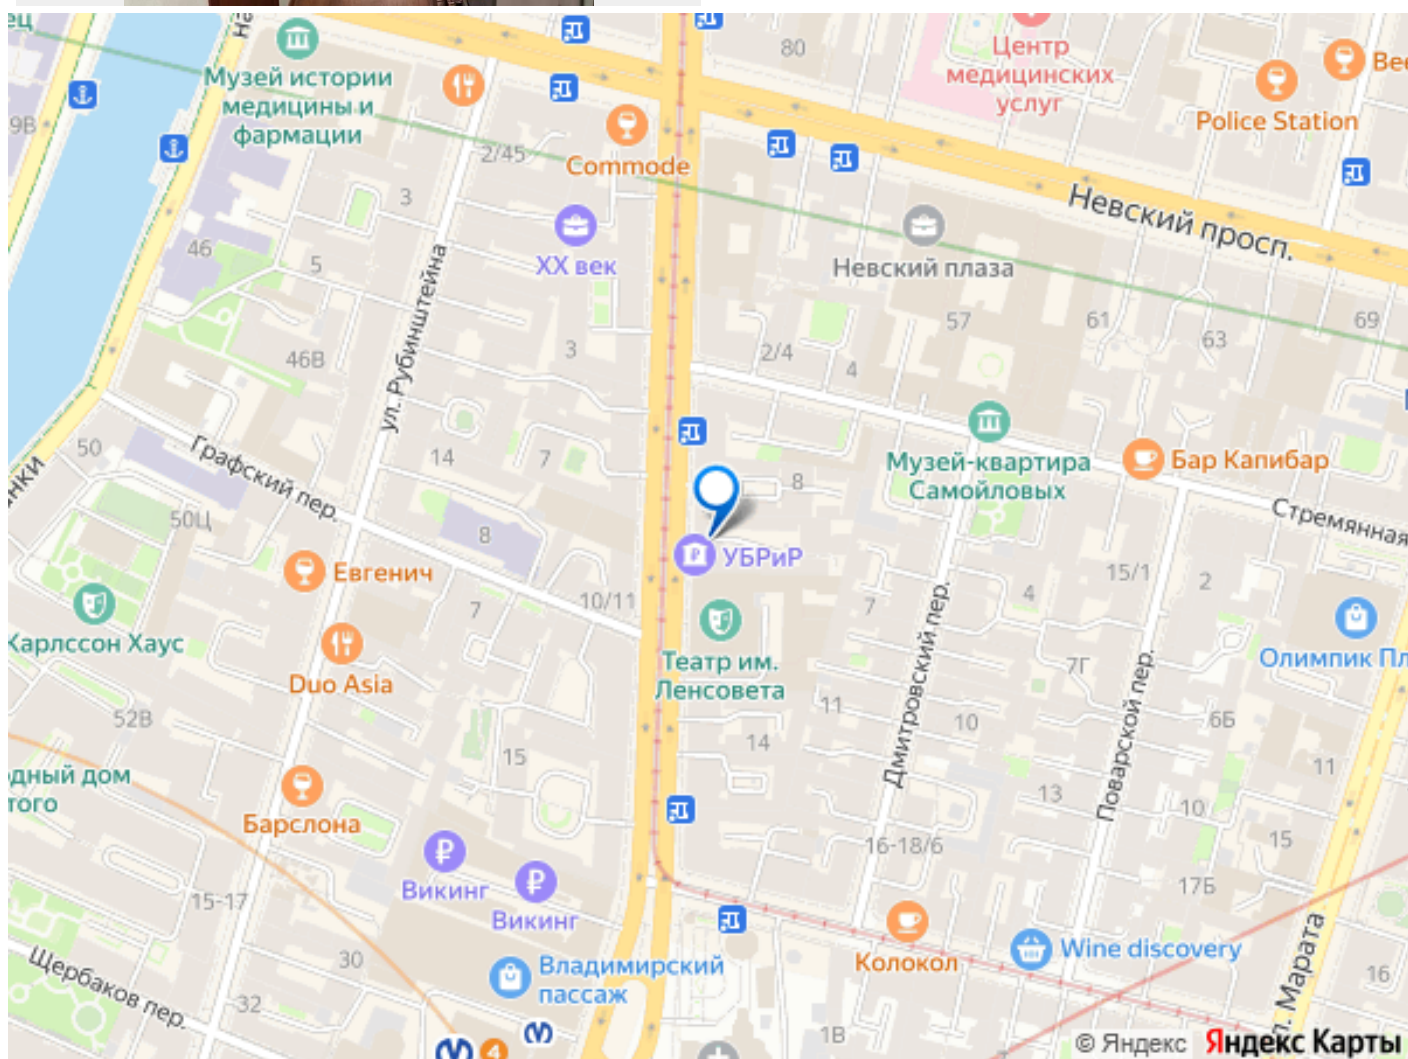 80
Центр
медицинских
услуг
Police Station
Музей истории
медицины и
фармации
9В
2/45
Commode
3
Невский просп.
46
5
XX век
Невский плаза
ул. Рубинштейна
57
61
63
69
46В
3
2/4
4
50
Графский пер.
14
7
8
Музей-квартира
Самойловых
Бар Капибар
Стремянная
50Ц
8
УБРиР
Евгенич
10/11
7
7
4
15/1
2
Карлссон Хаус
Duo Asia
Театр им.
Ленсовета
Дмитровский пер.
7Г
Поварской пер.
Олимпик Пл
52В
11
10
6Б
15
14
одный дом
того
11
Барслона
13
10
15
Викинг
Викинг
16-18/6
17Б
15-17
Щербаков пер.
30
32
Владимирский
пассаж
Колокол
Wine discovery
л. Марата
16
1В
4
© Яндекс Яндекс Карты